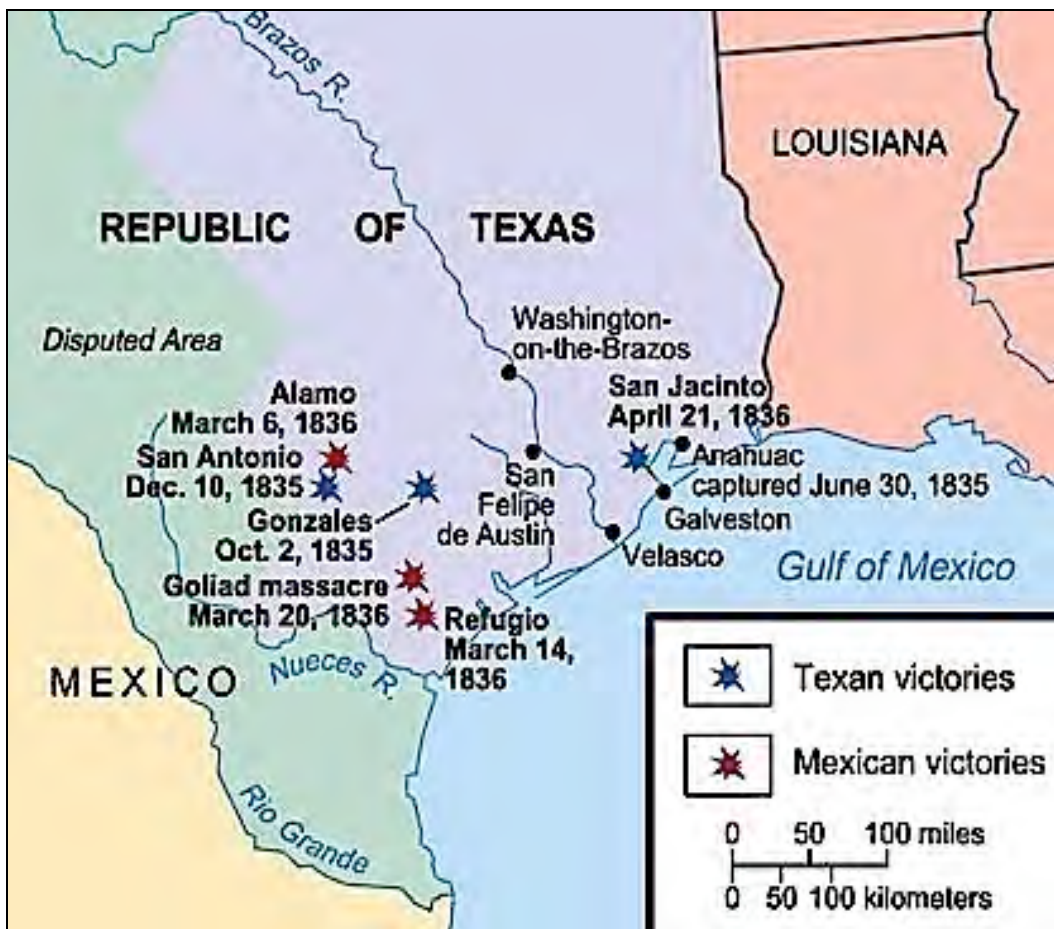 Brazos R.
LOUISIANA
REPUBLIC OF TEXAS
Disputed Area
Washington-
on-the-Brazos
San Jacinto
April 21, 1836
Alamo
March 6, 1836
San Antonio
Dec. 10, 1835
Anahuac
captured June 30, 1835
San
Felipe
de Austin
Galveston
Gonzales
Oct. 2, 1835
Velasco
Gulf of Mexico
Goliad massacre
March 20, 1836
Refugio
March 14,
1836
Nueces R.
MEXICO
Rio Grande
Texan victories
Mexican victories
0 50 100 miles
0 50 100 kilometers